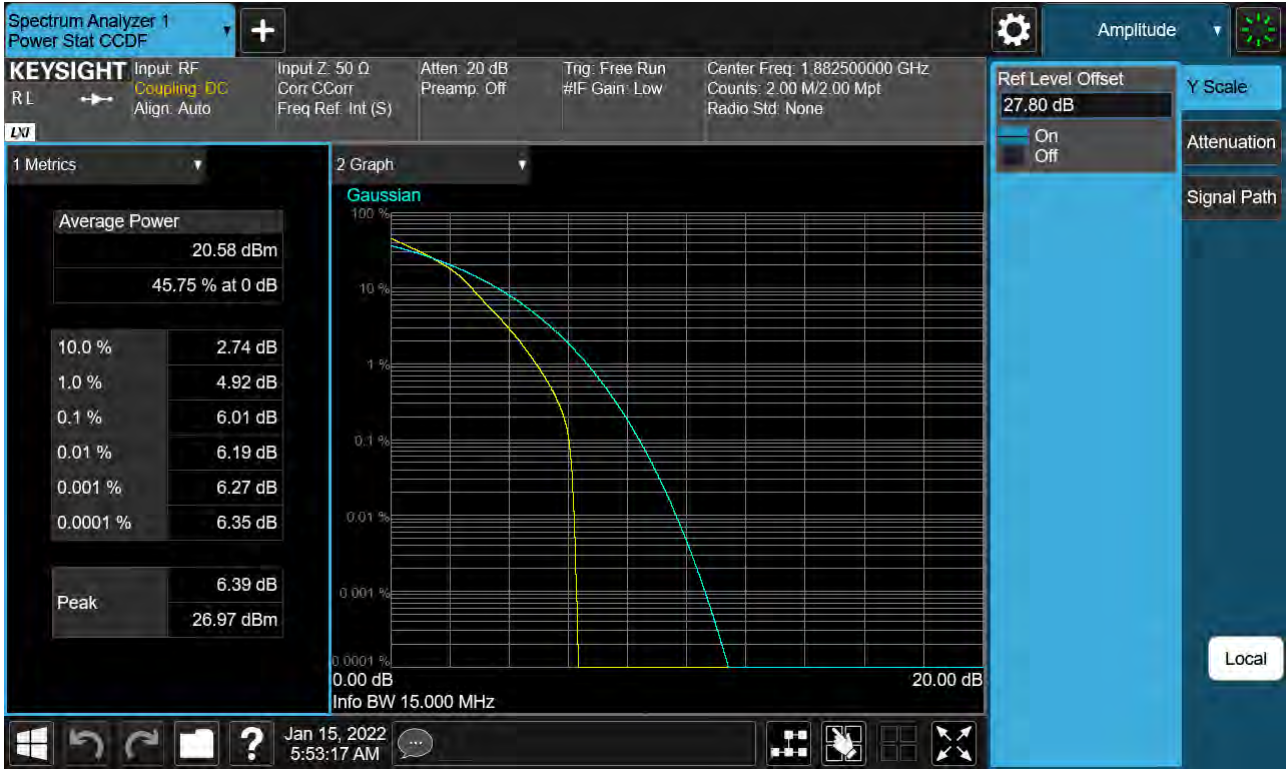 Spectrum Analyzer 1
Power Stat CCDF
Amplitude
KEYSIGHT
R L
LXI
Input: RF
Coupling: DC
Align: Auto
Input Z: 50 Ω
Corr CCorr
Freq Ref: Int (S)
Atten: 20 dB
Preamp: Off
Trig: Free Run
#IF Gain: Low
Center Freq: 1.882500000 GHz
Counts: 2.00 M/2.00 Mpt
Radio Std: None
Ref Level Offset
27.80 dB
On
Off
Y Scale
Attenuation
Signal Path
1 Metrics
Average Power
20.58 dBm
45.75 % at 0 dB
10.0 % 2.74 dB
1.0 % 4.92 dB
0.1 % 6.01 dB
0.01 % 6.19 dB
0.001 % 6.27 dB
0.0001 % 6.35 dB
Peak
6.39 dB
26.97 dBm
2 Graph
Gaussian
100 %
10 %
1 %
0.1 %
0.01 %
0.001 %
0.0001 %
0.00 dB 20.00 dB
Info BW 15.000 MHz
Local
?
Jan 15, 2022
5:53:17 AM